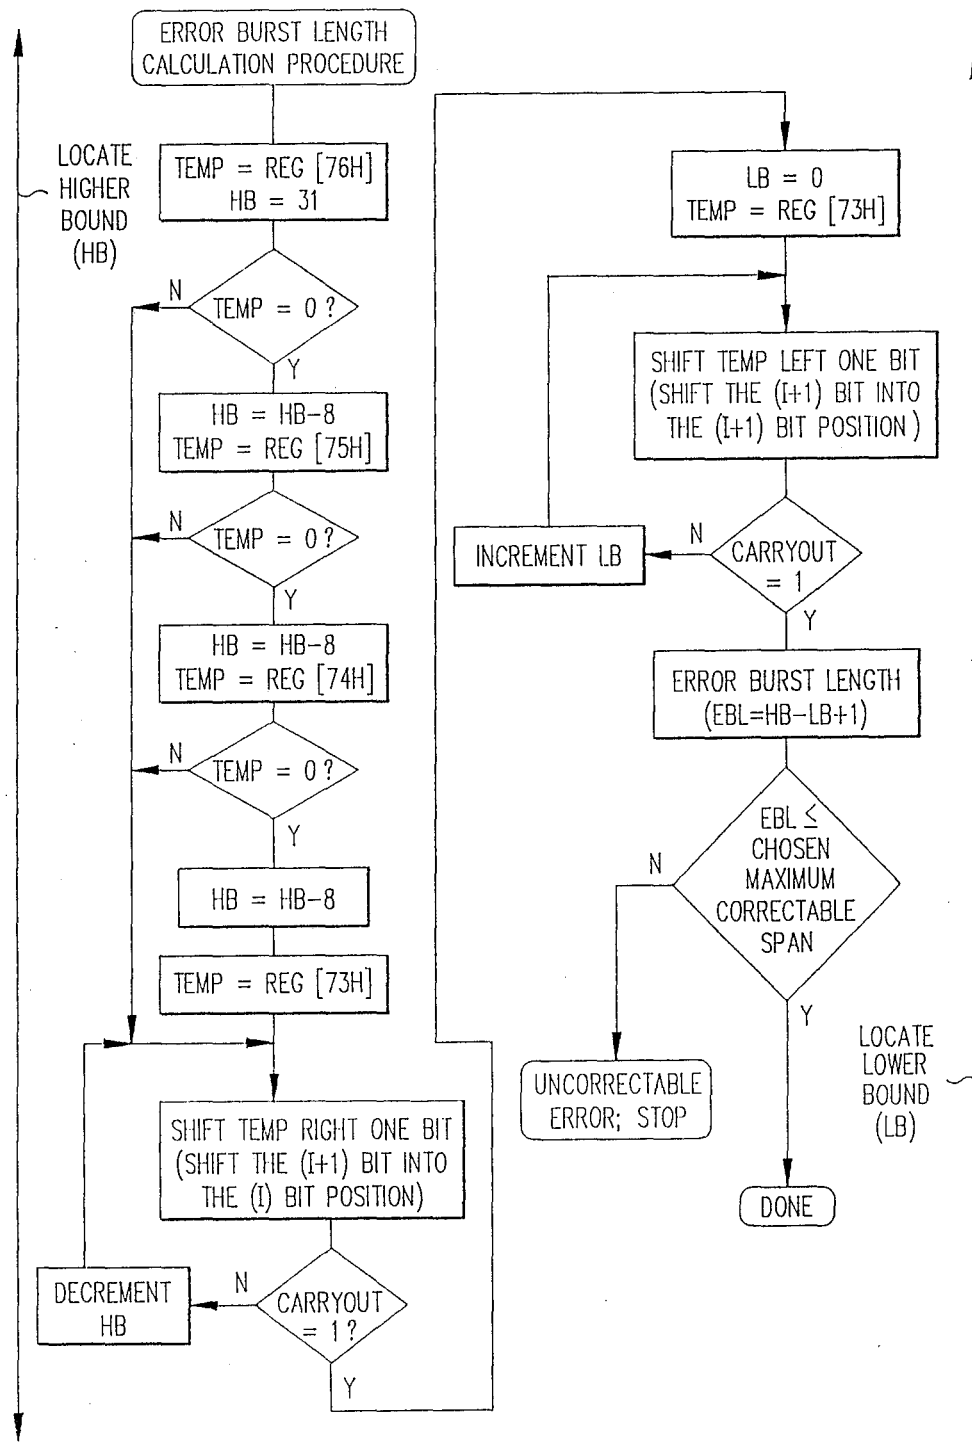 ERROR BURST LENGTH
CALCULATION PROCEDURE
LOCATE
HIGHER
BOUND
(HB)
TEMP = REG [76H]
HB = 31
TEMP = 0?
N
Y
HB = HB-8
TEMP = REG [75H]
TEMP = 0?
N
Y
HB = HB-8
TEMP = REG [74H]
TEMP = 0?
N
Y
HB = HB-8
TEMP = REG [73H]
SHIFT TEMP RIGHT ONE BIT
(SHIFT THE (I+1) BIT INTO
THE (I) BIT POSITION)
CARRYOUT
= 1?
N
Y
DECREMENT
HB
LB = 0
TEMP = REG [73H]
SHIFT TEMP LEFT ONE BIT
(SHIFT THE (I+1) BIT INTO
THE (I+1) BIT POSITION)
CARRYOUT
= 1
N
Y
INCREMENT LB
ERROR BURST LENGTH
(EBL=HB-LB+1)
EBL ≤
CHOSEN
MAXIMUM
CORRECTABLE
SPAN
N
Y
UNCORRECTABLE
ERROR; STOP
LOCATE
LOWER
BOUND
(LB)
DONE